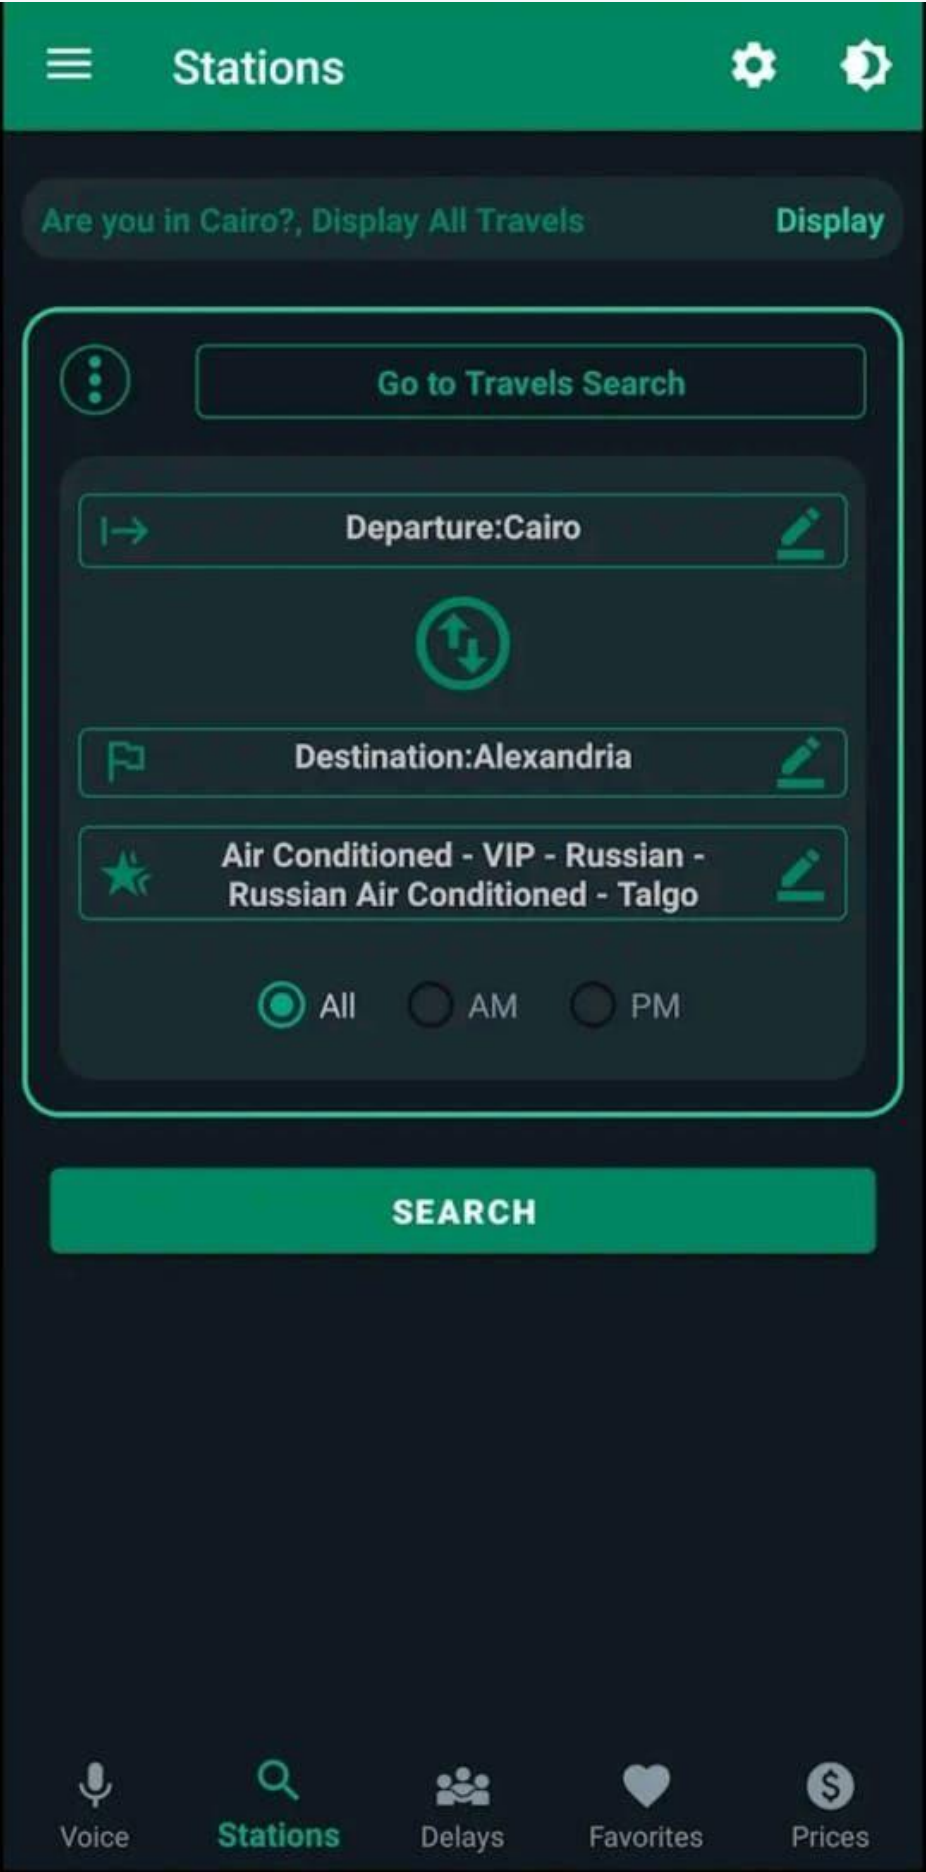 Stations
Are you in Cairo?, Display All Travels Display
Go to Travels Search
Departure:Cairo
Destination:Alexandria
Air Conditioned - VIP - Russian -
Russian Air Conditioned - Talgo
All AM PM
SEARCH
Voice Stations Delays Favorites Prices